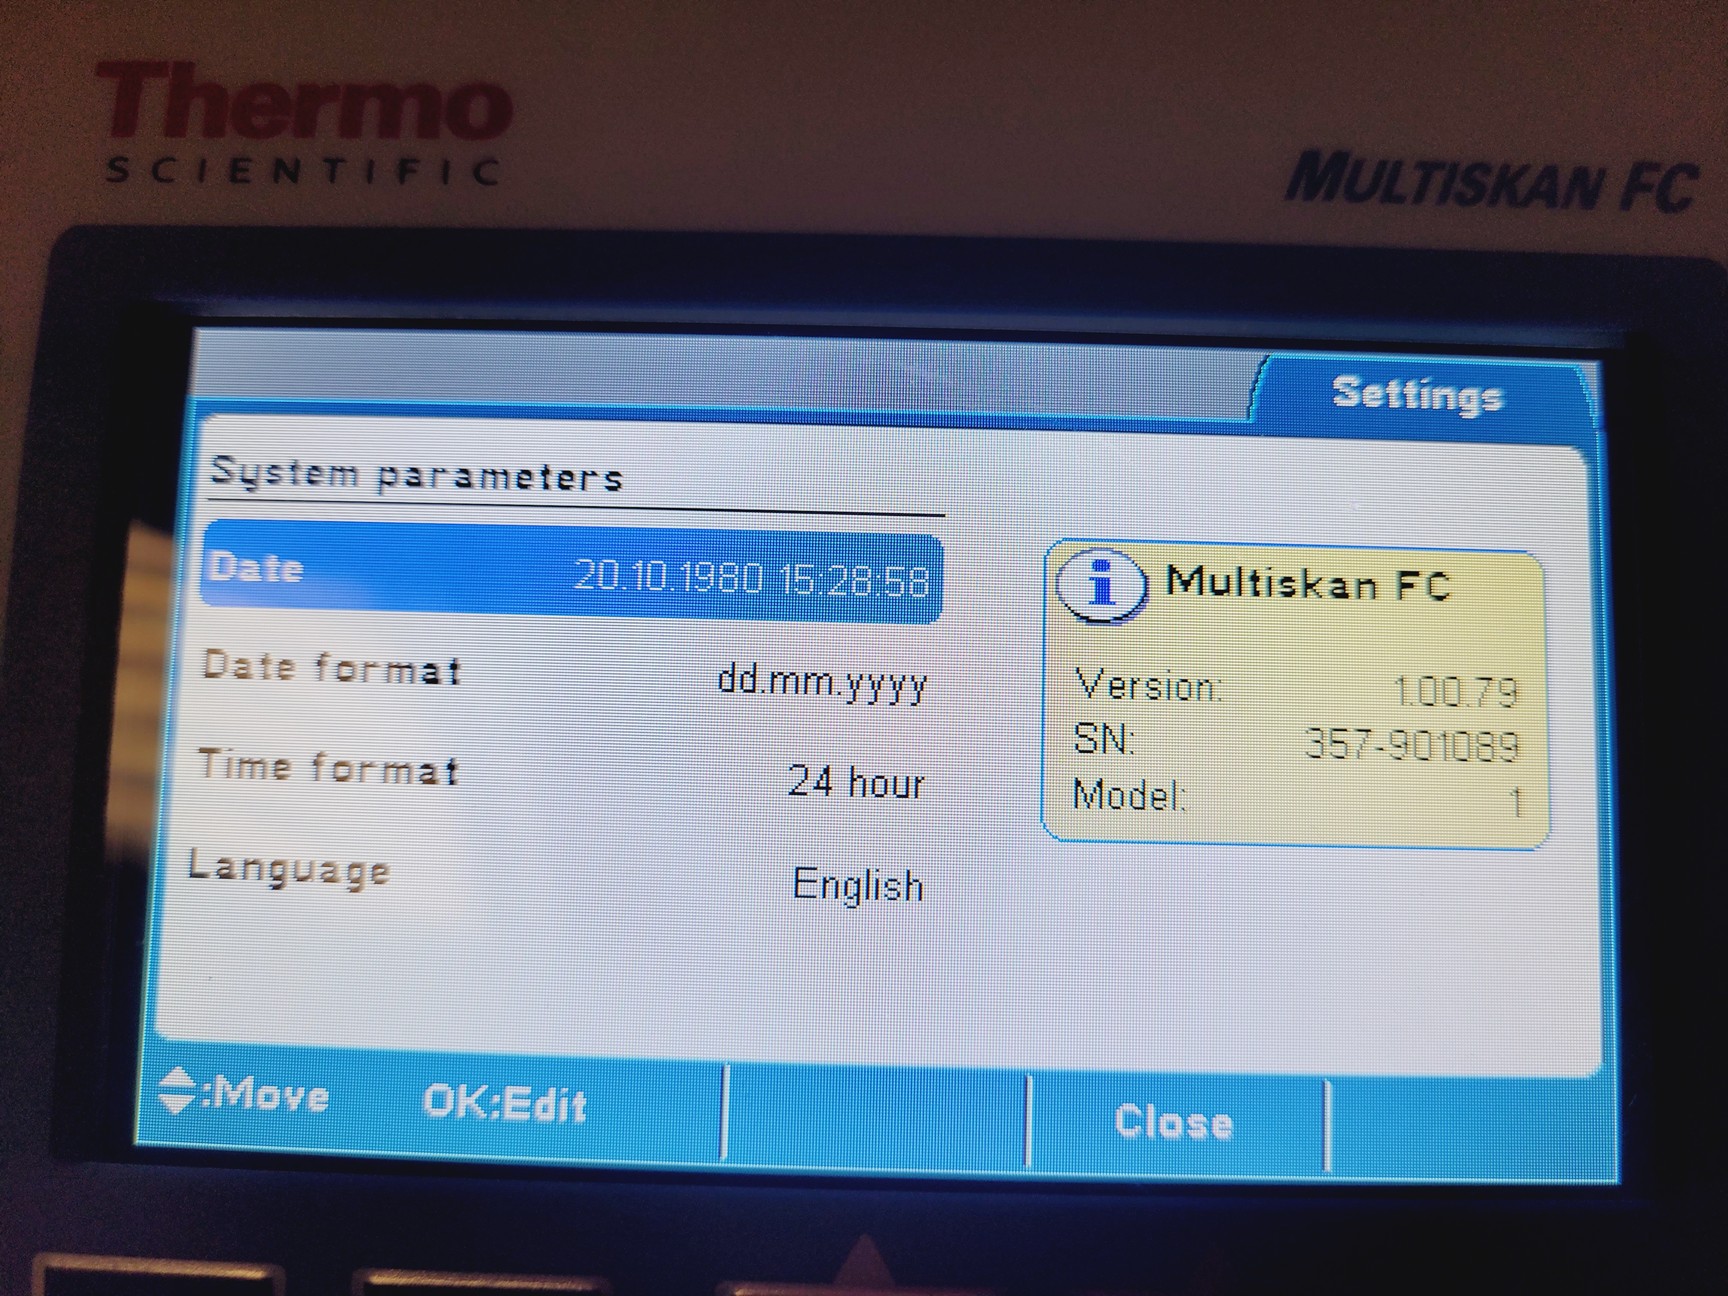 Thermo
SCIENTIFIC
MULTISKAN FC
Settings
System parameters
Date 20.10.1980 15:28:58
Date format dd.mm.yyyy
Time format 24 hour
Language English
i Multiskan FC
Version: 1.00.79
SN: 357-901089
Model: 1
:Move OK:Edit Close